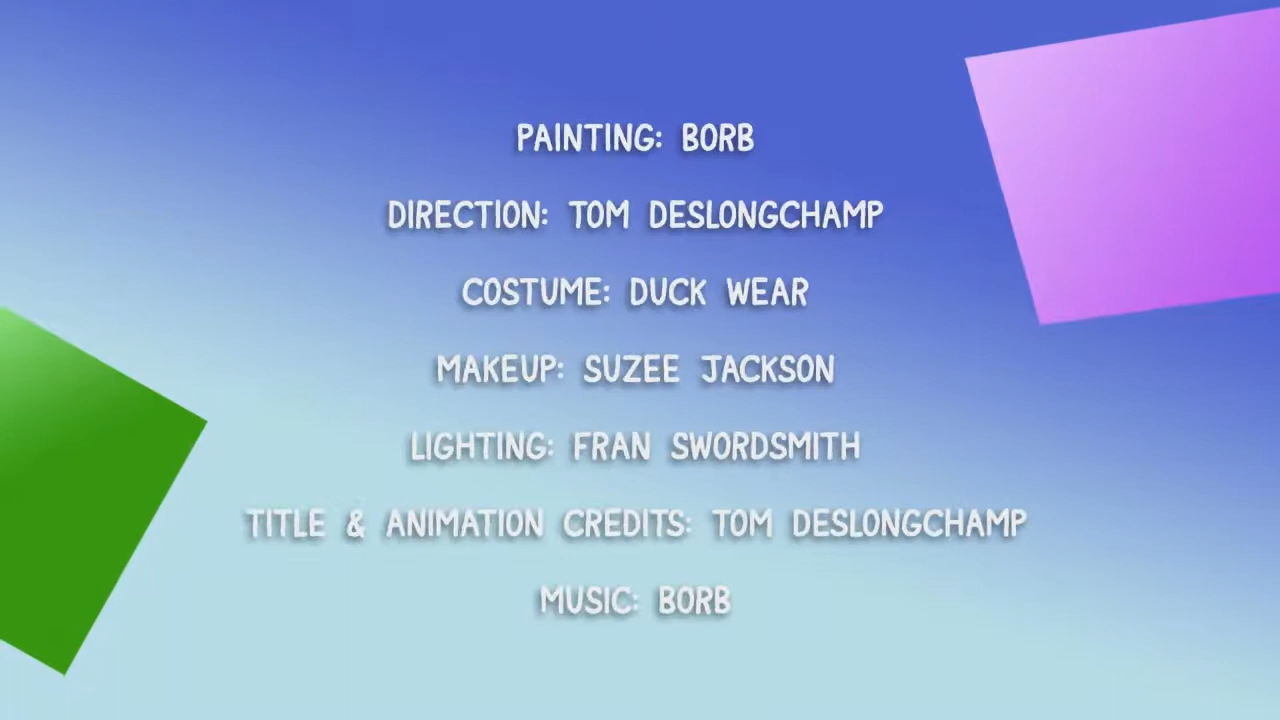 PAINTING: BORB
DIRECTION: TOM DESLONGCHAMP
COSTUME: DUCK WEAR
MAKEUP: SUZEE JACKSON
LIGHTING: FRAN SWORDSMITH
TITLE & ANIMATION CREDITS: TOM DESLONGCHAMP
MUSIC: BORB